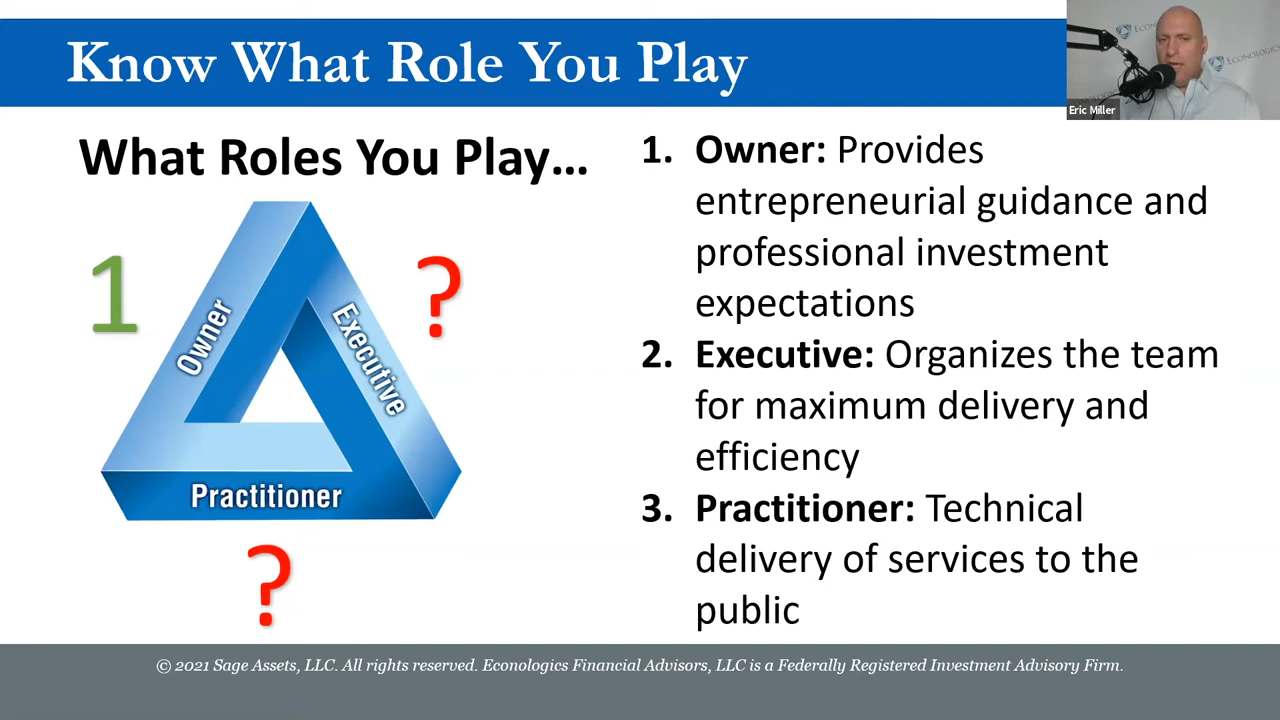 Know What Role You Play
Eric Miller
What Roles You Play…
1
?
Owner
Executive
Practitioner
?
1. Owner: Provides
entrepreneurial guidance and
professional investment
expectations
2. Executive: Organizes the team
for maximum delivery and
efficiency
3. Practitioner: Technical
delivery of services to the
public
© 2021 Sage Assets, LLC. All rights reserved. Econologics Financial Advisors, LLC is a Federally Registered Investment Advisory Firm.